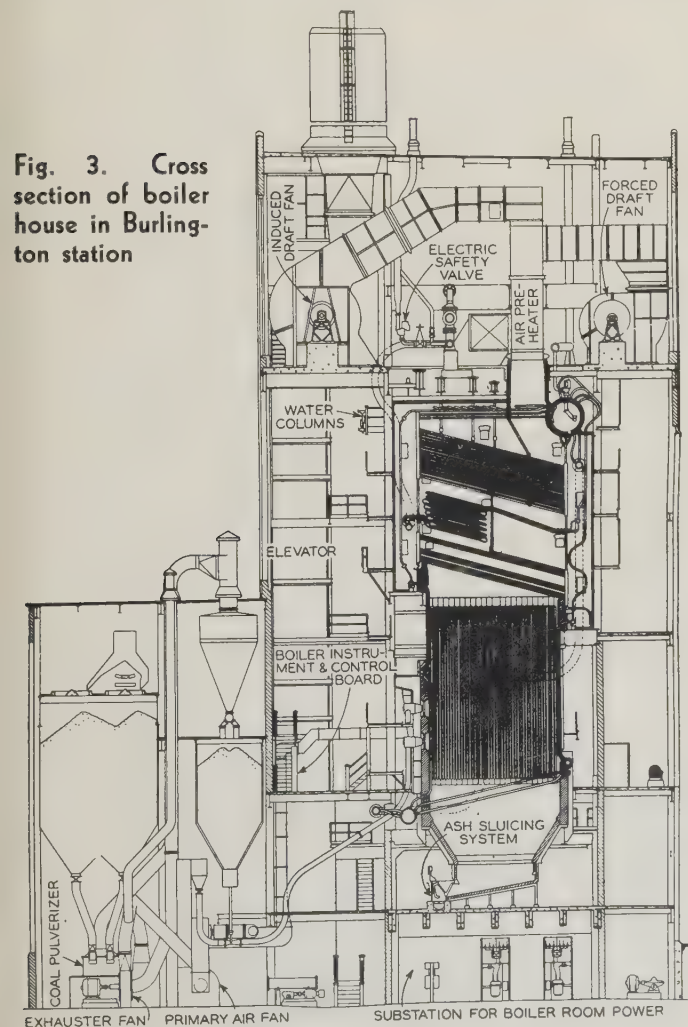 Fig. 3. Cross
section of boiler
house in Burling-
ton station
INDUCED
DRAFT FAN
ELECTRIC
SAFETY
VALVE
AIR PRE-
HEATER
FORCED
DRAFT
FAN
WATER
COLUMNS
ELEVATOR
BOILER INSTRU-
MENT & CONTROL
BOARD
ASH SLUICING
SYSTEM
COAL PULVERIZER
EXHAUSTER FAN
PRIMARY AIR FAN
SUBSTATION FOR BOILER ROOM POWER